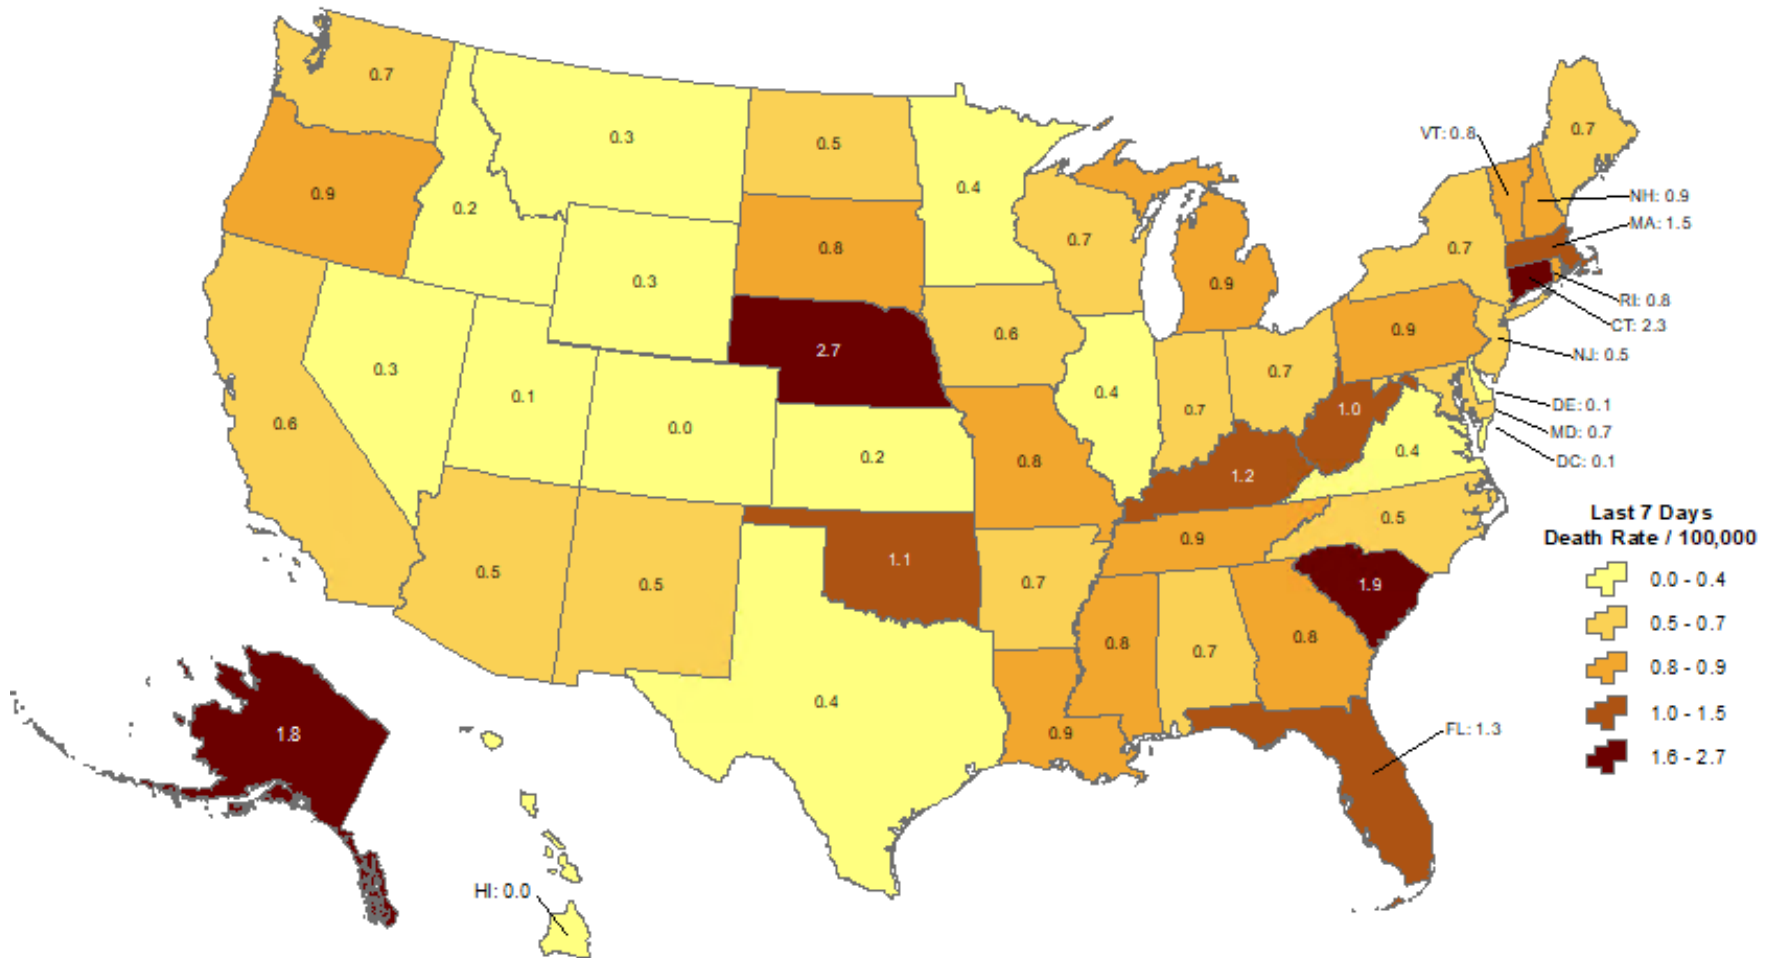 0.7
0.3
0.5
0.4
0.7
VT: 0.8
0.9
0.2
0.8
0.7
0.9
0.7
NH: 0.9
MA: 1.5
RI: 0.8
CT: 2.3
NJ: 0.5
0.3
2.7
0.6
0.9
0.3
0.1
0.0
0.2
0.4
0.7
0.7
1.0
DE: 0.1
MD: 0.7
DC: 0.1
0.6
0.8
1.2
0.4
0.5
0.5
0.5
1.1
0.7
0.9
1.9
Last 7 Days
Death Rate / 100,000
0.0 - 0.4
0.5 - 0.7
0.8 - 0.9
1.0 - 1.5
1.6 - 2.7
0.8
0.7
0.8
1.8
0.4
0.9
FL: 1.3
HI: 0.0